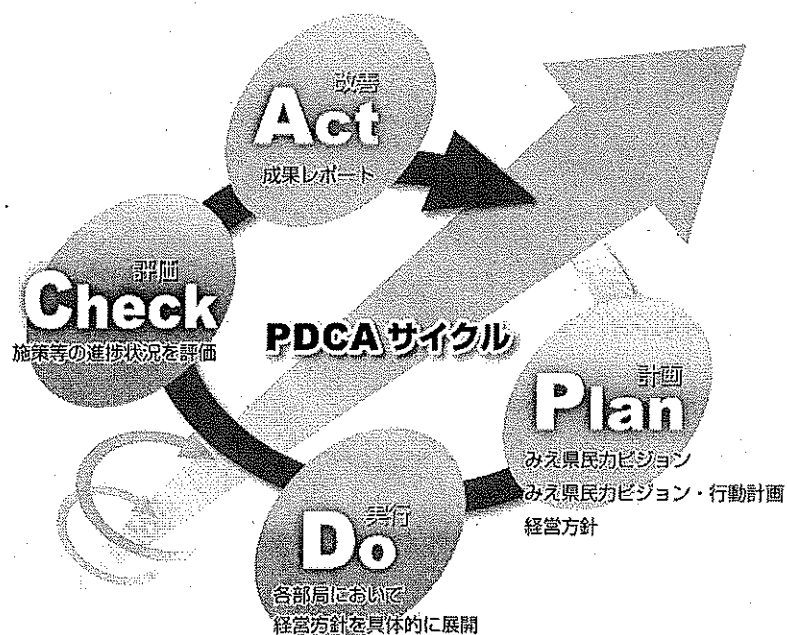 PDCA サイクル
計画
Plan
みえ県民力ビジョン
みえ県民力ビジョン・行動計画
経営方針
実行
Do
各部局において
経営方針を具体的に展開
評価
Check
施策等の進捗状況を評価
改善
Act
成果レポート